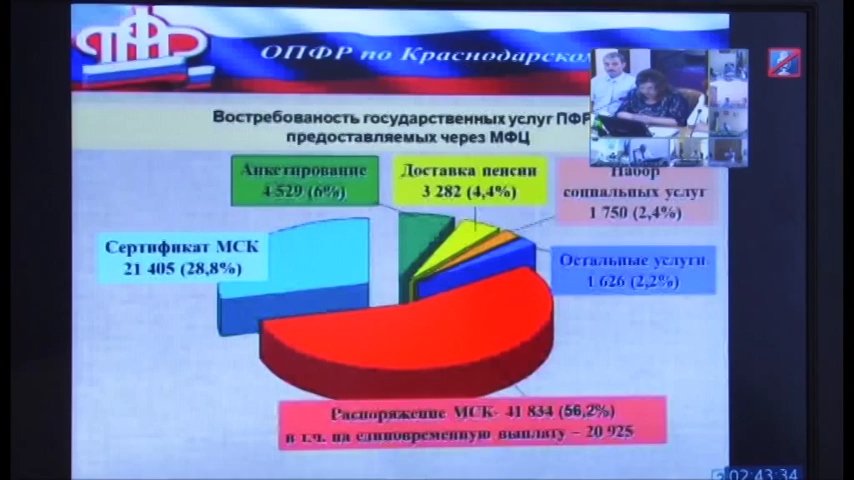 ОПФР по Краснодарско
Востребованость государственных услуг ПФР
предоставляемых через МФЦ
Анкетирование
4 529 (6%)
Доставка пенсии
3 282 (4,4%)
Набор
социальных услуг
1 750 (2,4%)
Сертификат МСК
21 405 (28,8%)
Остальные услуги
1 626 (2,2%)
Распоряжение МСК- 41 834 (56,2%)
в т.ч. на единовременную выплату – 20 925
02:43:34